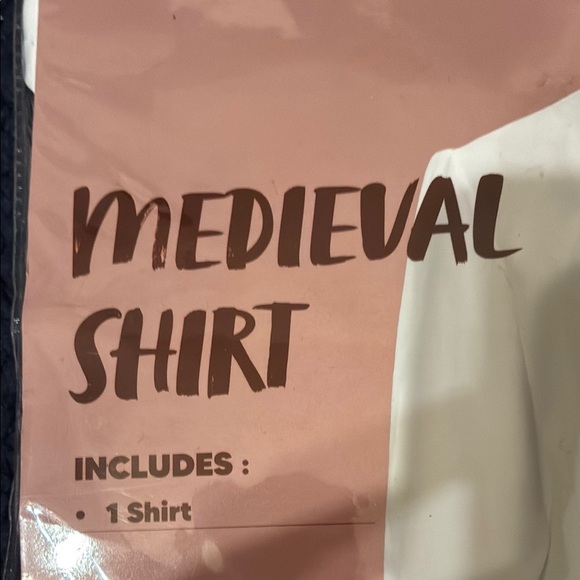 MEDIEVAL
SHIRT
INCLUDES :
• 1 Shirt